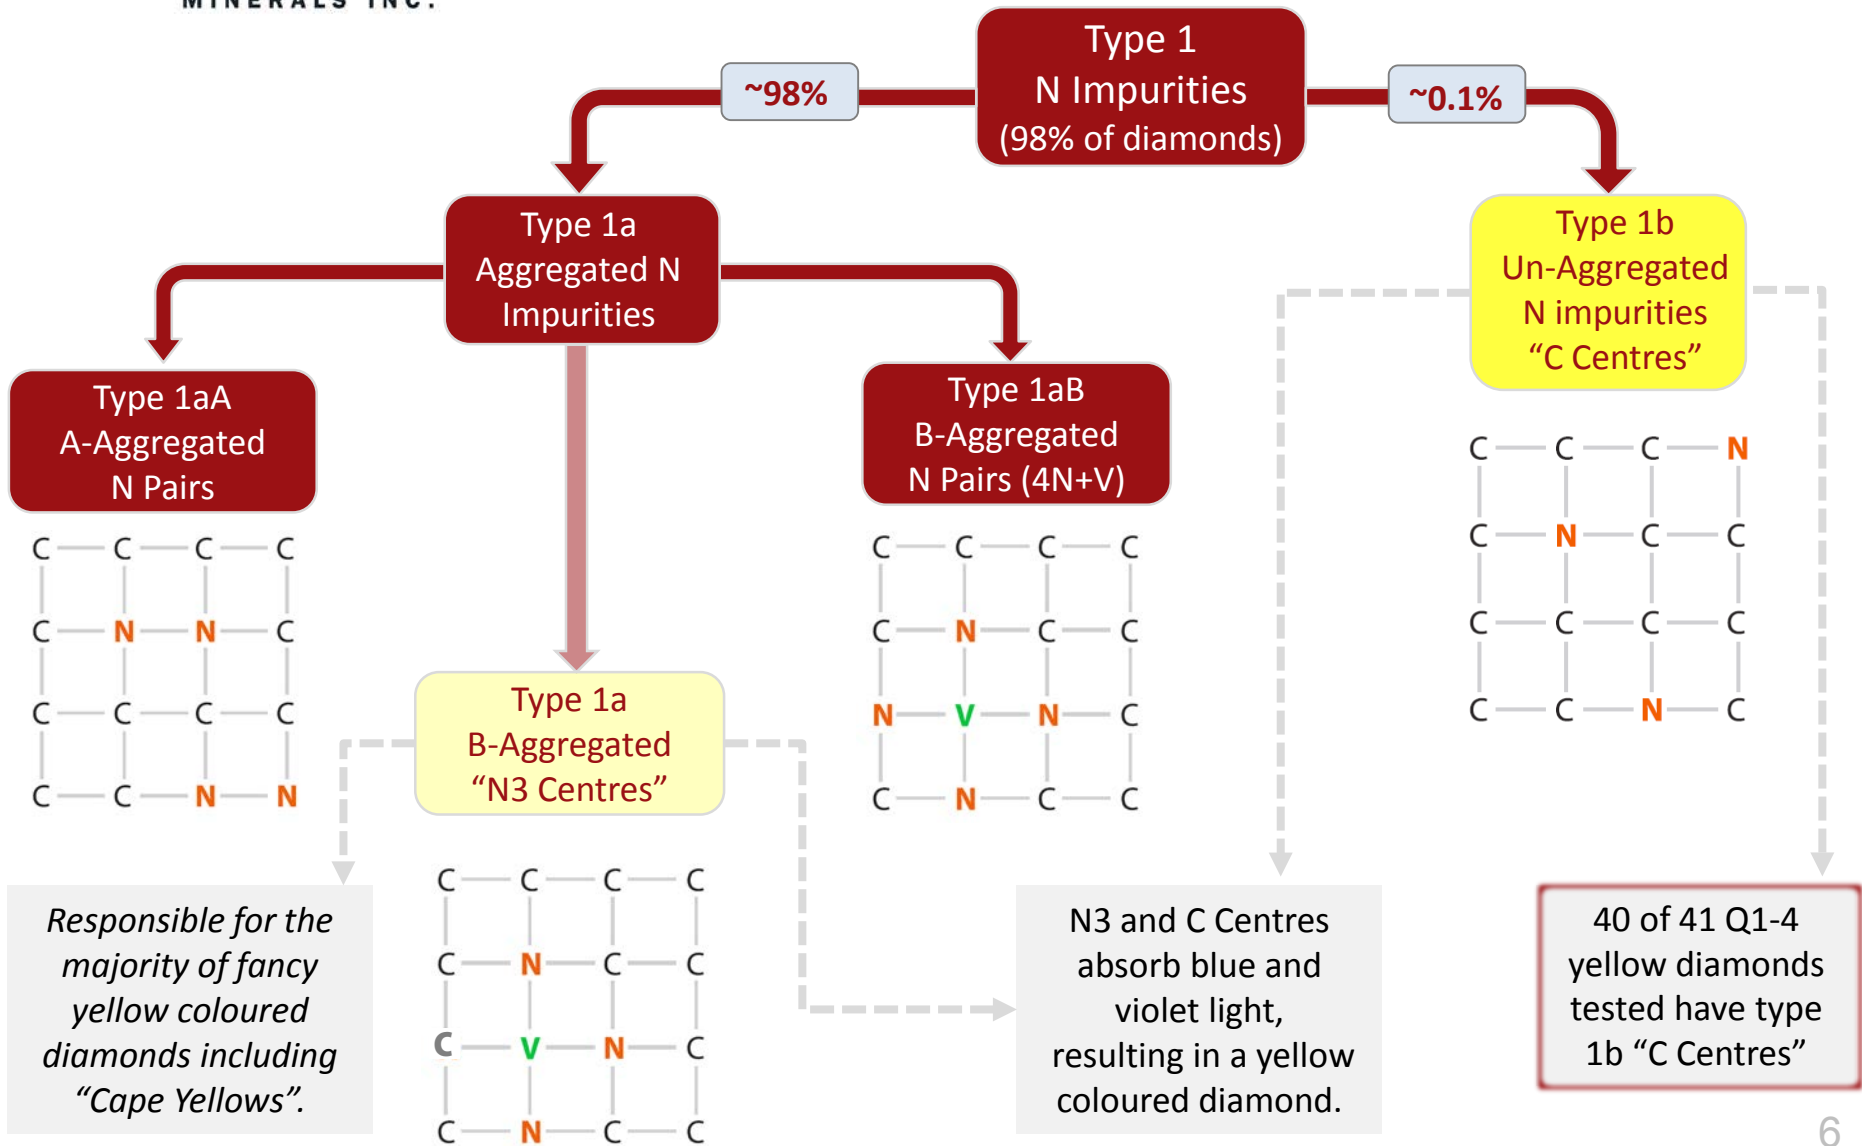 MINERALS INC.
Type 1
N Impurities
(98% of diamonds)
~98%
~0.1%
Type 1a
Aggregated N
Impurities
Type 1b
Un-Aggregated
N impurities
“C Centres”
Type 1aA
A-Aggregated
N Pairs
Type 1aB
B-Aggregated
N Pairs (4N+V)
C C C C
C N N C
C C C C
C C N N
C C C C
C N C C
N V N C
C N C C
C C C N
C N C C
C C C C
C C N C
Type 1a
B-Aggregated
“N3 Centres”
C C C C
C N C C
C V N C
C N C C
Responsible for the
majority of fancy
yellow coloured
diamonds including
“Cape Yellows”.
N3 and C Centres
absorb blue and
violet light,
resulting in a yellow
coloured diamond.
40 of 41 Q1-4
yellow diamonds
tested have type
1b “C Centres”
6